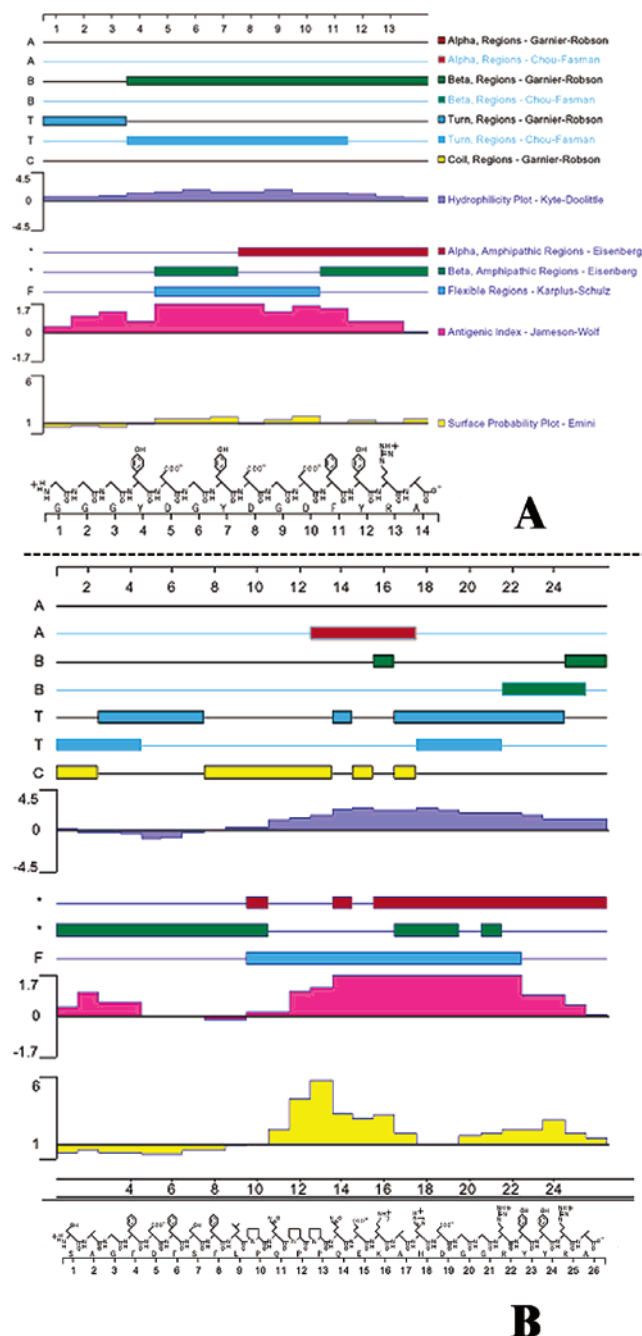 1 2 3 4 5 6 7 8 9 10 11 12 13
A Alpha, Regions - Garnier-Robson
A Alpha, Regions - Chou-Fasman
B Beta, Regions - Garnier-Robson
B Beta, Regions - Chou-Fasman
T Turn, Regions - Garnier-Robson
T Turn, Regions - Chou-Fasman
C Coil, Regions - Garnier-Robson
4.5
0 Hydrophilicity Plot - Kyte-Doolittle
-4.5
* Alpha, Amphipathic Regions - Eisenberg
* Beta, Amphipathic Regions - Eisenberg
F Flexible Regions - Karplus-Schulz
1.7
0 Antigenic Index - Jameson-Wolf
-1.7
6
1 Surface Probability Plot - Emini
G G G Y D G Y D G D F Y R A
1 2 3 4 5 6 7 8 9 10 11 12 13 14
A
2 4 6 8 10 12 14 16 18 20 22 24
A
A
B
B
T
T
C
4.5
0
-4.5
*
*
F
1.7
0
-1.7
6
1
4 6 8 10 12 14 16 18 20 22 24
1 2 3 4 5 6 7 8 9 10 11 12 13 14 15 16 17 18 19 20 21 22 23 24 25 26
B